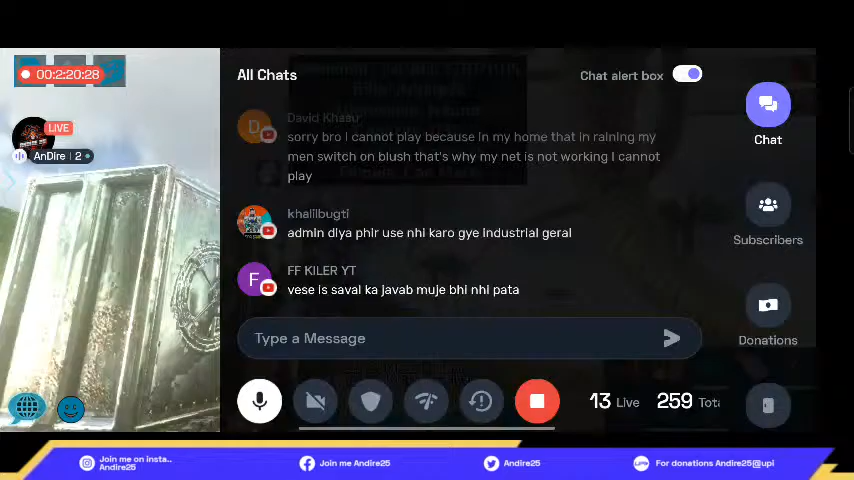 00:2:20:28
All Chats
Chat alert box
LIVE
AnDire | 2
David Khasu
sorry bro I cannot play because in my home that in raining my
men switch on blush that's why my net is not working I cannot
play
Chat
khalilbugti
admin diya phir use nhi karo gye industrial geral
Subscribers
FF KILER YT
vese is saval ka javab muje bhi nhi pata
Type a Message
Donations
13 Live 259 Tota
Join me on insta..
Andire25
Join me Andire25
Andire25
For donations Andire25@upi